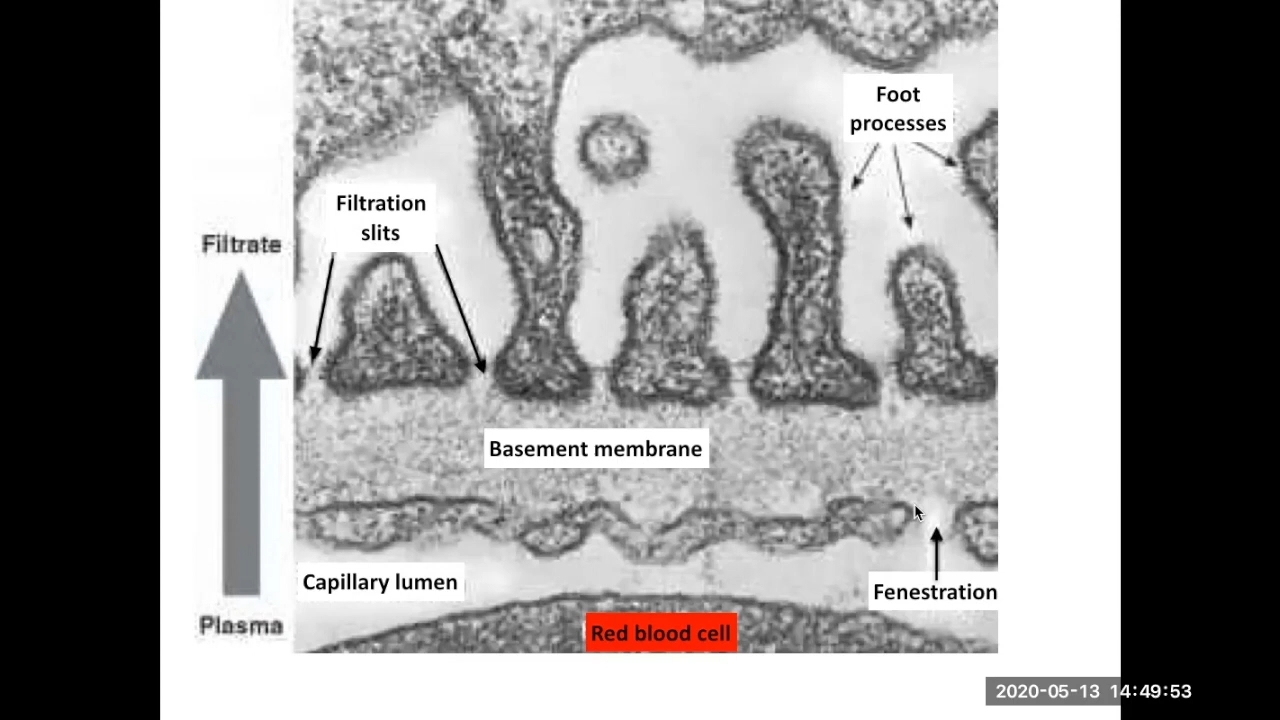 Foot
processes
Filtration
slits
Filtrate
Basement membrane
Capillary lumen
Fenestration
Plasma
Red blood cell
2020-05-13 14:49:53